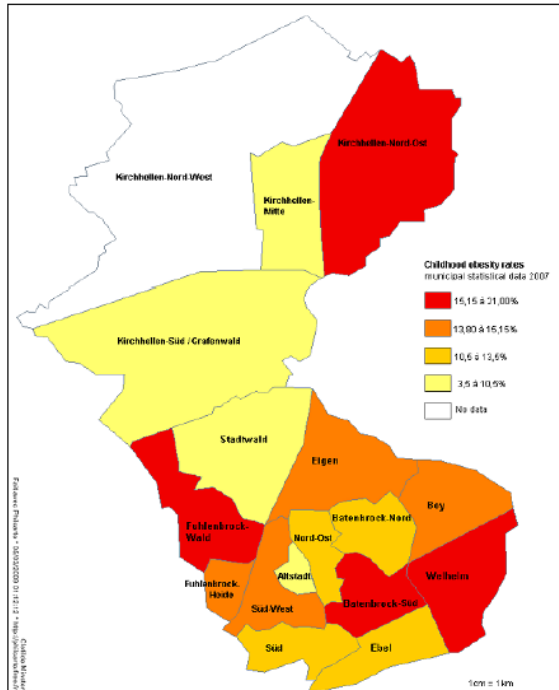 Kirchhellen-Nord-Ost
Kirchhellen-Nord-West
Kirchhellen-
Mitte
Childhood obesity rates
municipal statistical data 2007
15,15 à 21,00%
13,80 à 15,15%
10,5 à 13,5%
3,5 à 10,5%
No data
Kirchhellen-Süd / Grafenwald
Stadtwald
Eigen
Boy
Batenbrock-Nord
Fuhlenbrock-
Wald
Nord-Ost
Altstadt
Fuhlenbrock-
Heide
Süd-West
Batenbrock-Süd
Welheim
Süd
Ebel
1cm = 1km